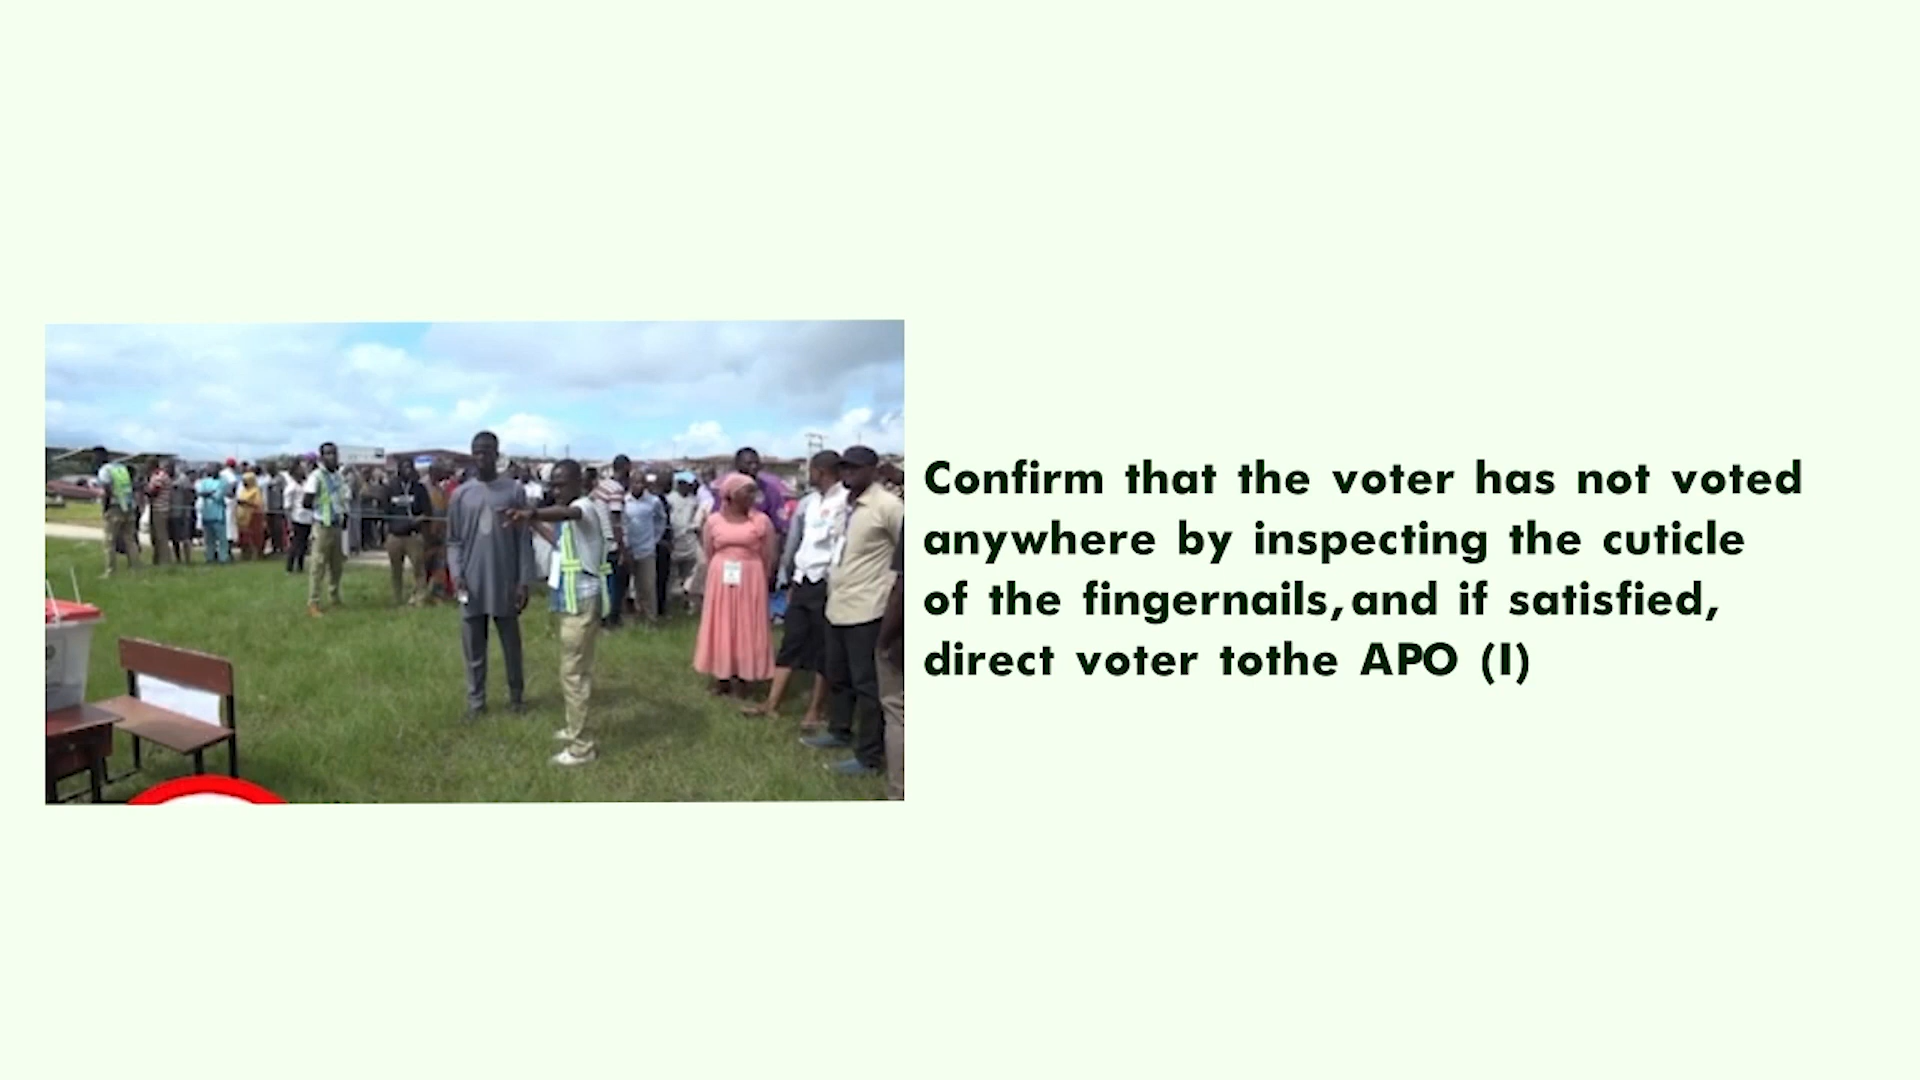 Confirm that the voter has not voted
anywhere by inspecting the cuticle
of the fingernails,and if satisfied,
direct voter tothe APO (I)